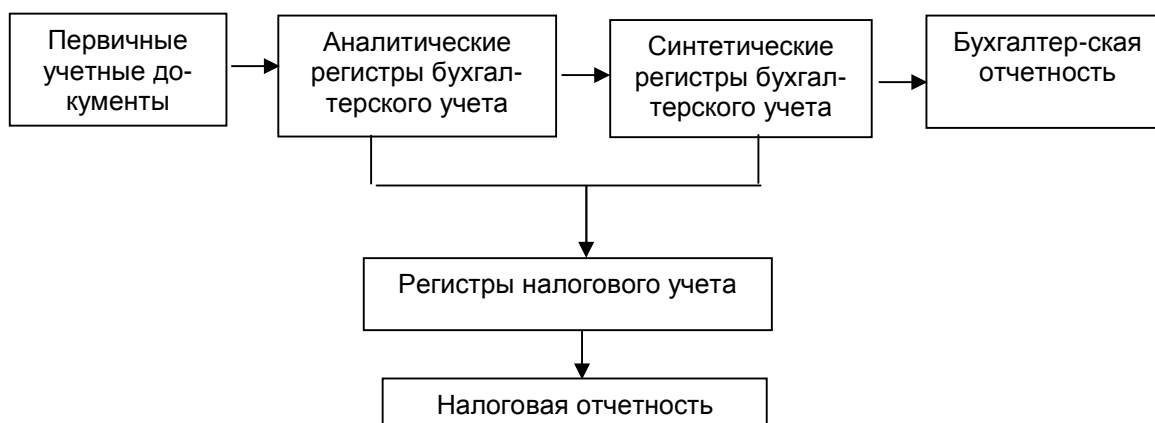 Первичные
учетные до-
кументы
Аналитические
регистры бухгал-
терского учета
Синтетические
регистры бухгал-
терского учета
Бухгалтер-ская
отчетность
Регистры налогового учета
Налоговая отчетность